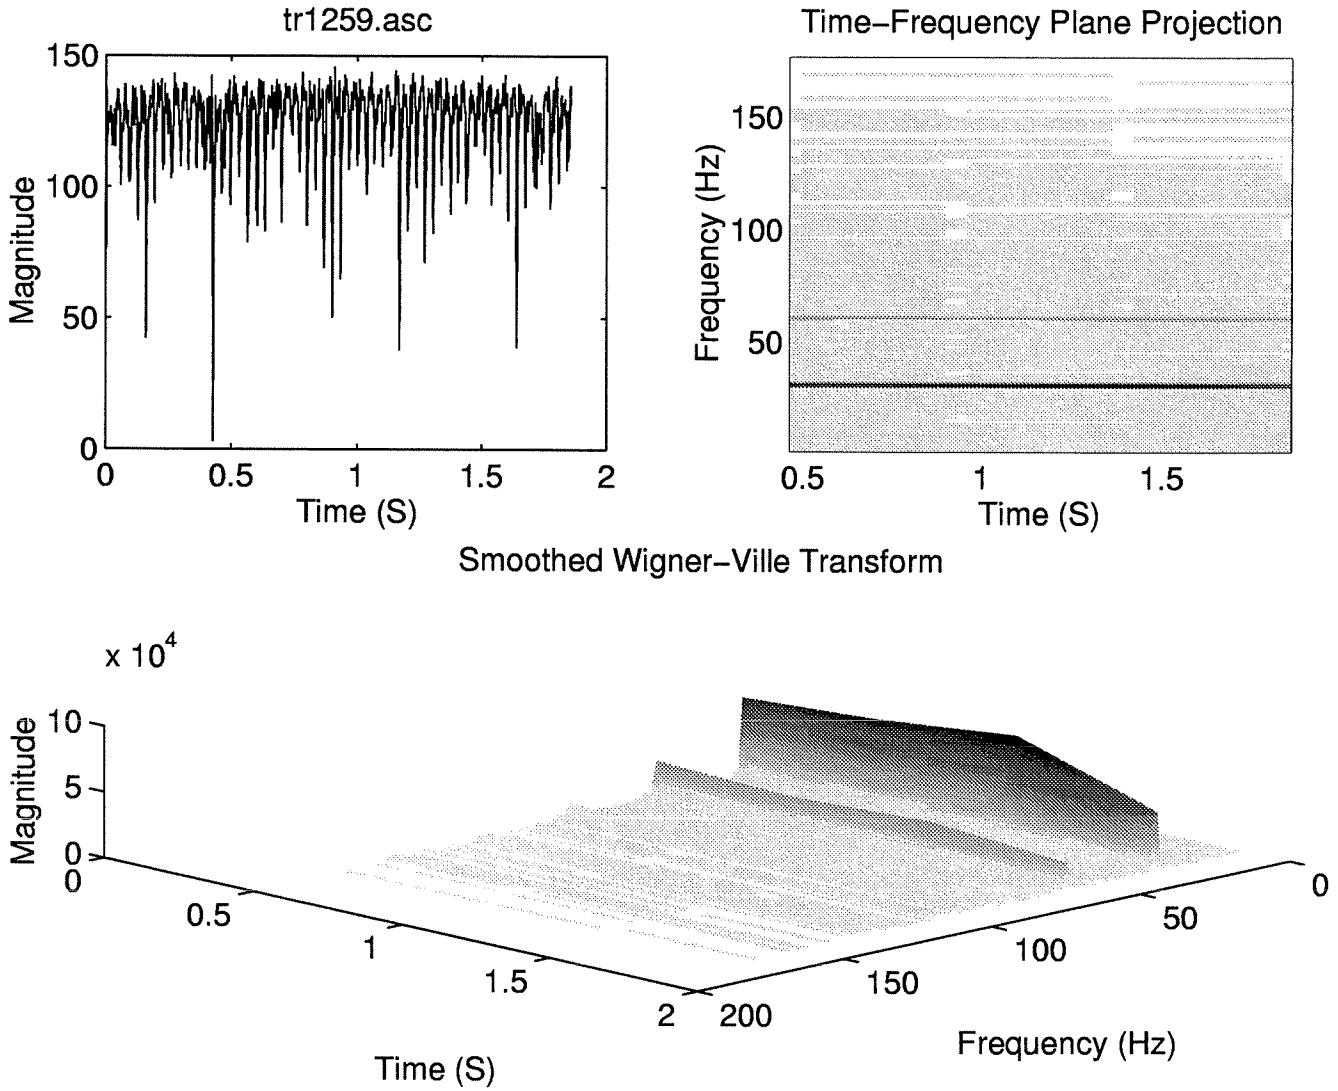 tr1259.asc
150
100
50
0
Magnitude
0 0.5 1 1.5 2
Time (S)
Time–Frequency Plane Projection
150
100
50
Frequency (Hz)
0.5 1 1.5
Time (S)
Smoothed Wigner–Ville Transform
x 10^4
10
5
0
Magnitude
0
0.5
1
1.5
2
Time (S)
200
150
100
50
0
Frequency (Hz)